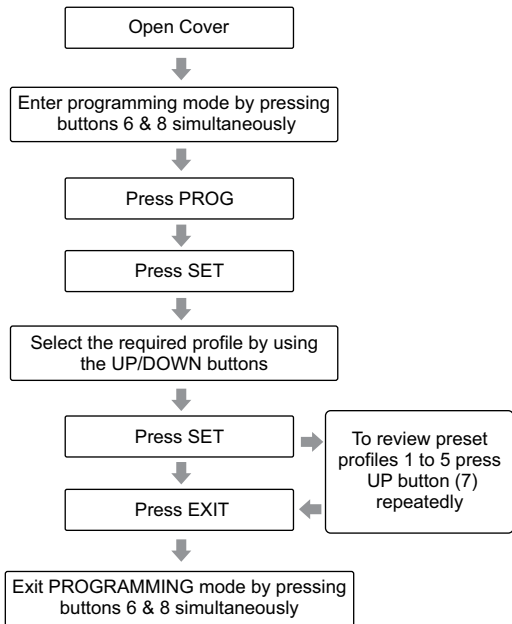 Open Cover
Enter programming mode by pressing
buttons 6 & 8 simultaneously
Press PROG
Press SET
Select the required profile by using
the UP/DOWN buttons
Press SET
To review preset
profiles 1 to 5 press
UP button (7)
repeatedly
Press EXIT
Exit PROGRAMMING mode by pressing
buttons 6 & 8 simultaneously